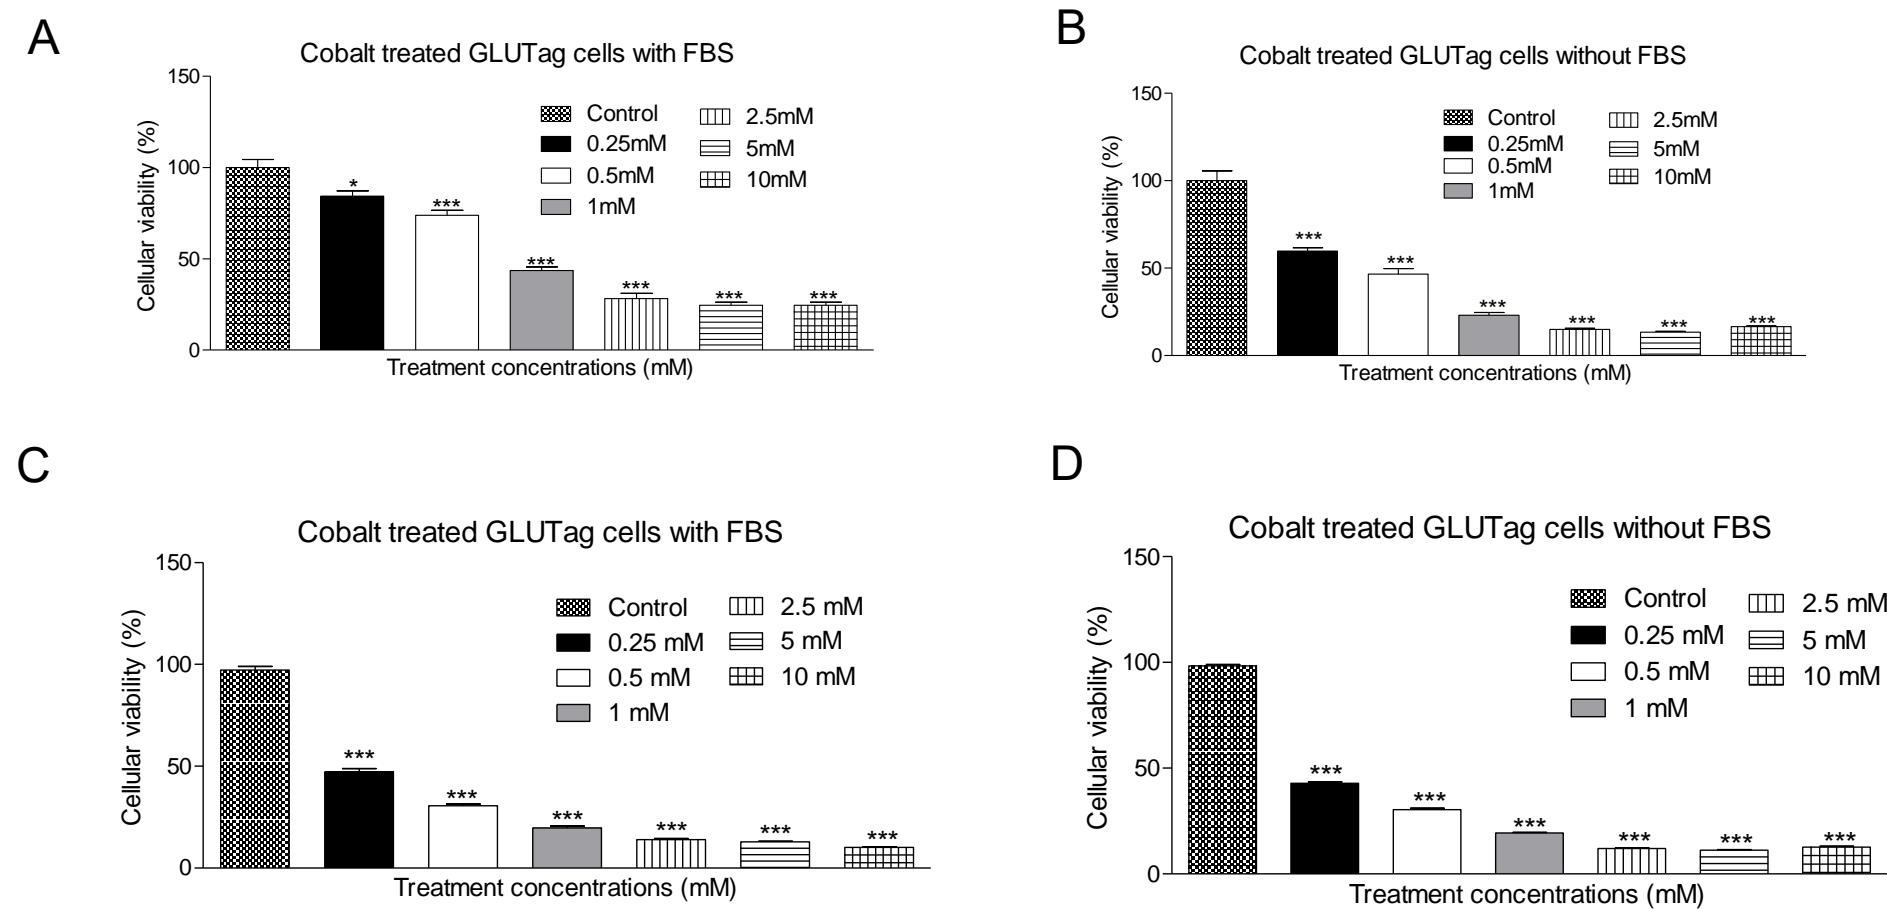 A
Cobalt treated GLUTag cells with FBS
150
100
50
0
Cellular viability (%)
Control
0.25mM
0.5mM
1mM
2.5mM
5mM
10mM
*
***
***
***
***
***
Treatment concentrations (mM)
B
Cobalt treated GLUTag cells without FBS
150
100
50
0
Cellular viability (%)
Control
0.25mM
0.5mM
1mM
2.5mM
5mM
10mM
***
***
***
***
***
***
Treatment concentrations (mM)
C
Cobalt treated GLUTag cells with FBS
150
100
50
0
Cellular viability (%)
Control
0.25 mM
0.5 mM
1 mM
2.5 mM
5 mM
10 mM
***
***
***
***
***
***
Treatment concentrations (mM)
D
Cobalt treated GLUTag cells without FBS
150
100
50
0
Cellular viability (%)
Control
0.25 mM
0.5 mM
1 mM
2.5 mM
5 mM
10 mM
***
***
***
***
***
***
Treatment concentrations (mM)